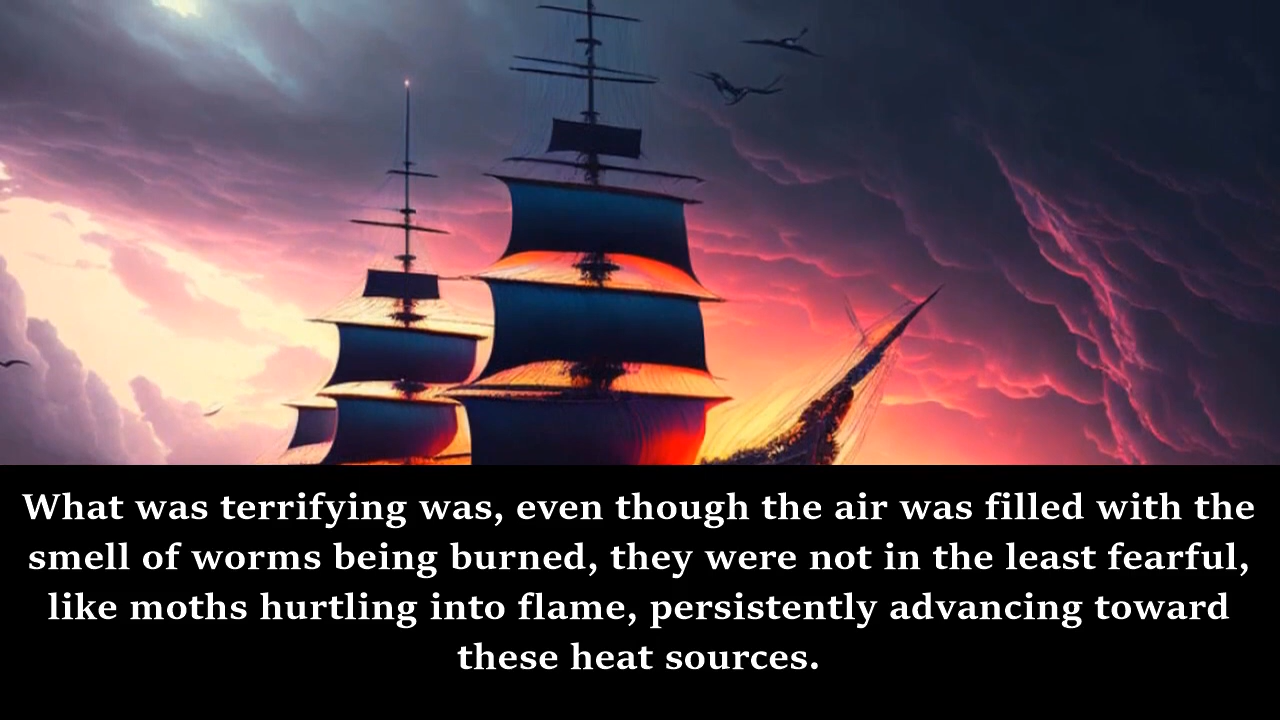 What was terrifying was, even though the air was filled with the
smell of worms being burned, they were not in the least fearful,
like moths hurtling into flame, persistently advancing toward
these heat sources.